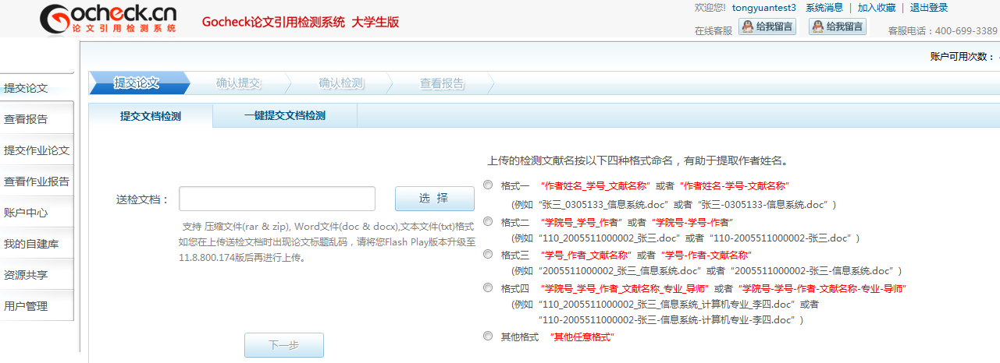 Gocheck.cn
论文引用检测系统
Gocheck论文引用检测系统 大学生版
欢迎您! tongyuantest3 系统消息 | 加入收藏 | 退出登录
在线客服 给我留言 给我留言 客服电话：400-699-3389
账户可用次数：
提交论文
查看报告
提交作业论文
查看作业报告
账户中心
我的自建库
资源共享
用户管理
提交论文 确认提交 确认检测 查看报告
提交文档检测 一键提交文档检测
送检文档： 选 择
支持 压缩文件(rar & zip), Word文件(doc & docx),文本文件(txt)格式
如您在上传送检文档时出现论文标题乱码，请将您Flash Play版本升级至
11.8.800.174版后再进行上传。
下一步
上传的检测文献名按以下四种格式命名，有助于提取作者姓名。
格式一 “作者姓名_学号_文献名称”或者“作者姓名-学号-文献名称”
(例如“张三_0305133_信息系统.doc”或者“张三-0305133-信息系统.doc”)
格式二 “学院号_学号_作者”或者“学院号-学号-作者”
(例如“110_2005511000002_张三.doc”或者“110-2005511000002-张三.doc”)
格式三 “学号_作者_文献名称”或者“学号-作者-文献名称”
(例如“2005511000002_张三_信息系统.doc”或者“2005511000002-张三-信息系统.doc”)
格式四 “学院号_学号_作者_文献名称_专业_导师”或者“学院号-学号-作者-文献名称-专业-导师”
(例如“110_2005511000002_张三_信息系统_计算机专业_李四.doc”或者
“110-2005511000002-张三-信息系统-计算机专业-李四.doc”)
其他格式 “其他任意格式”